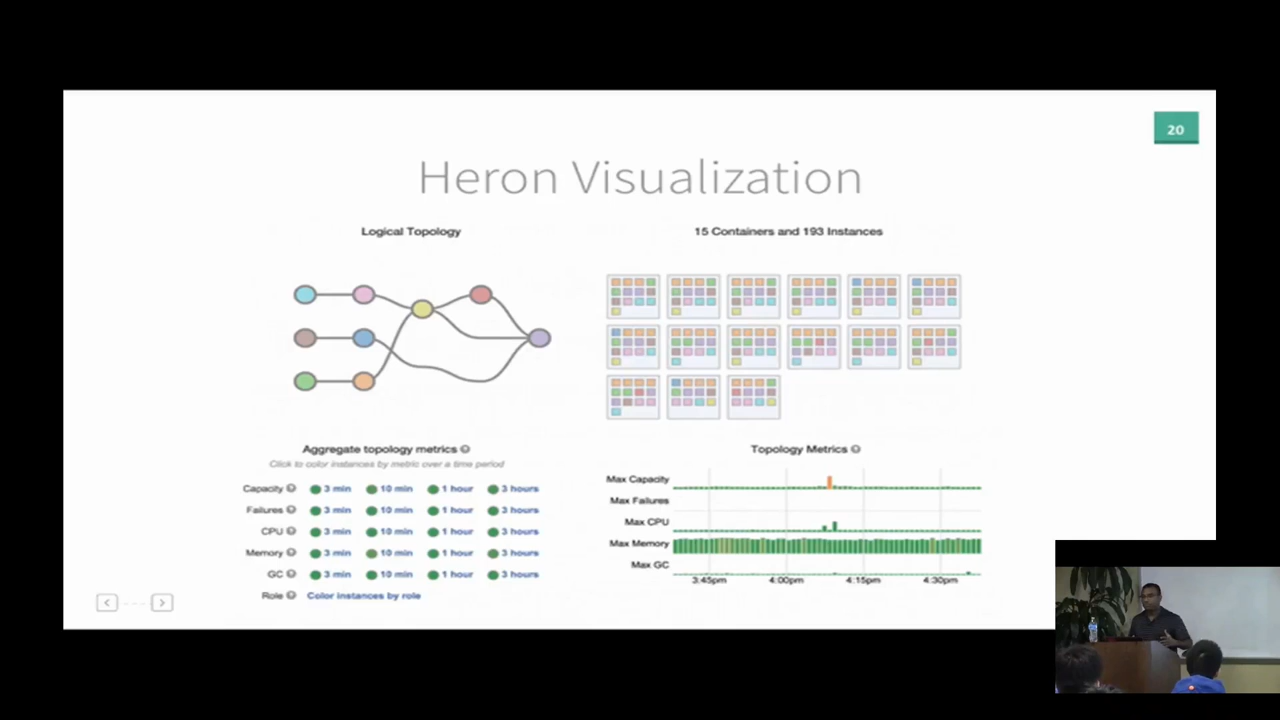 20
Heron Visualization
Logical Topology
15 Containers and 193 Instances
Aggregate topology metrics
Click to color instances by metric over a time period
Capacity 3 min 10 min 1 hour 3 hours
Failures 3 min 10 min 1 hour 3 hours
CPU 3 min 10 min 1 hour 3 hours
Memory 3 min 10 min 1 hour 3 hours
GC 3 min 10 min 1 hour 3 hours
Role Color instances by role
Topology Metrics
Max Capacity
Max Failures
Max CPU
Max Memory
Max GC
3:45pm 4:00pm 4:15pm 4:30pm